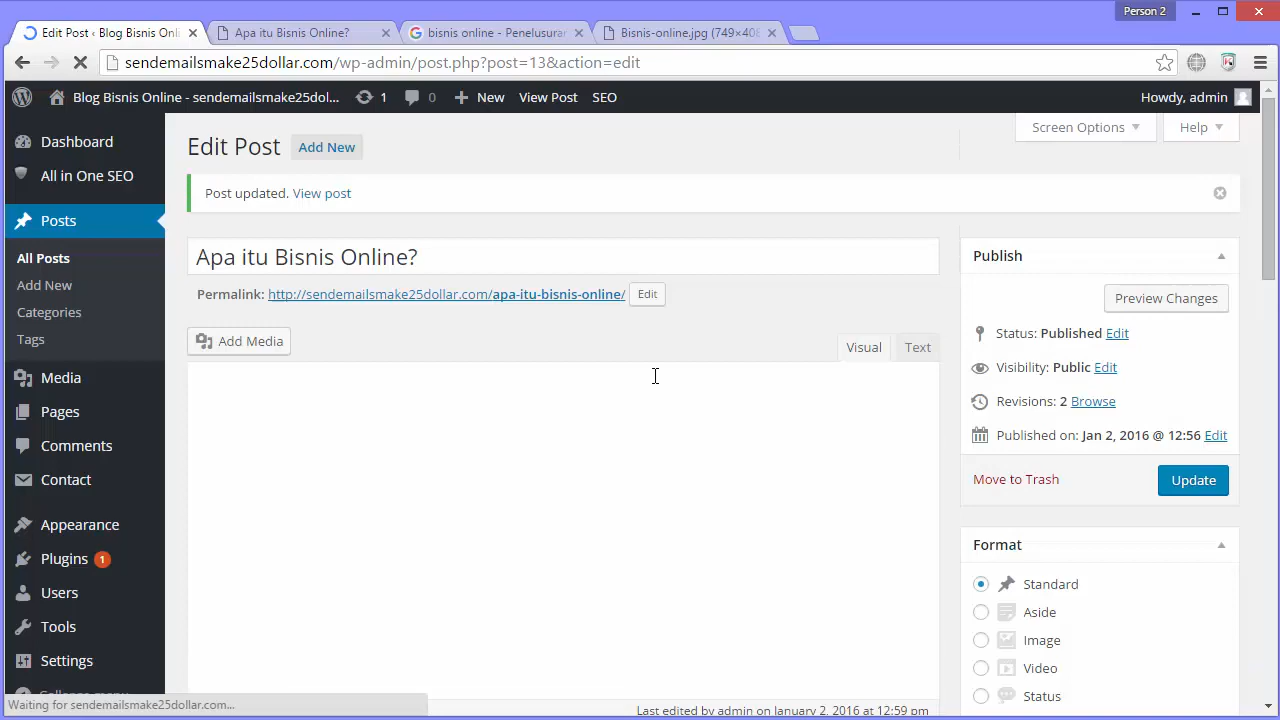 Person 2
Edit Post ‹ Blog Bisnis Onli
Apa itu Bisnis Online?
bisnis online - Penelusuran
Bisnis-online.jpg (749×408
sendemailsmake25dollar.com/wp-admin/post.php?post=13&action=edit
Blog Bisnis Online - sendemailsmake25dol...
1
0
New
View Post
SEO
Howdy, admin
Dashboard
All in One SEO
Posts
All Posts
Add New
Categories
Tags
Media
Pages
Comments
Contact
Appearance
Plugins 1
Users
Tools
Settings
Collapse menu
Edit Post
Add New
Screen Options
Help
Post updated. View post
Apa itu Bisnis Online?
Permalink: http://sendemailsmake25dollar.com/apa-itu-bisnis-online/ Edit
Add Media
Visual
Text
Last edited by admin on January 2, 2016 at 12:59 pm
Publish
Preview Changes
Status: Published Edit
Visibility: Public Edit
Revisions: 2 Browse
Published on: Jan 2, 2016 @ 12:56 Edit
Move to Trash
Update
Format
Standard
Aside
Image
Video
Status
Waiting for sendemailsmake25dollar.com...